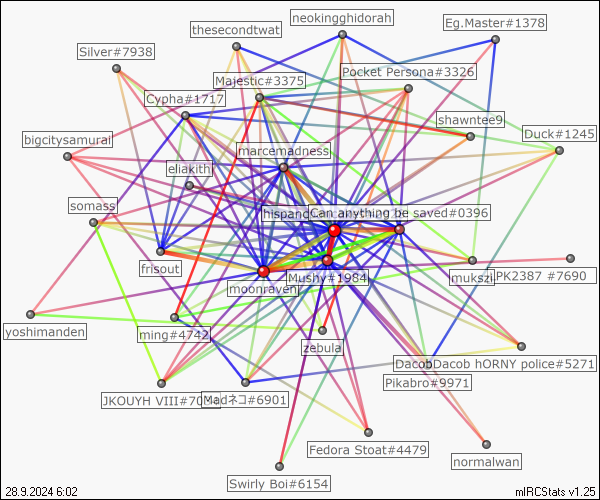 neokingghidorah
thesecondtwat
Eg.Master#1378
Silver#7938
Majestic#3375
Pocket Persona#3326
Cypha#1717
shawntee9
Duck#1245
bigcitysamurai
marcemadness
eliakith
somass
Can anything be saved#0396
frisout
Mushy#1984
#7690
moonraven
yoshimanden
ming#4742
zebula
DacobDacob hORNY police#5271
Pikabro#9971
JKOUYH VIII#70
Madネコ#6901
Fedora Stoat#4479
normalwan
Swirly Boi#6154
28.9.2024 6:02
mIRCStats v1.25